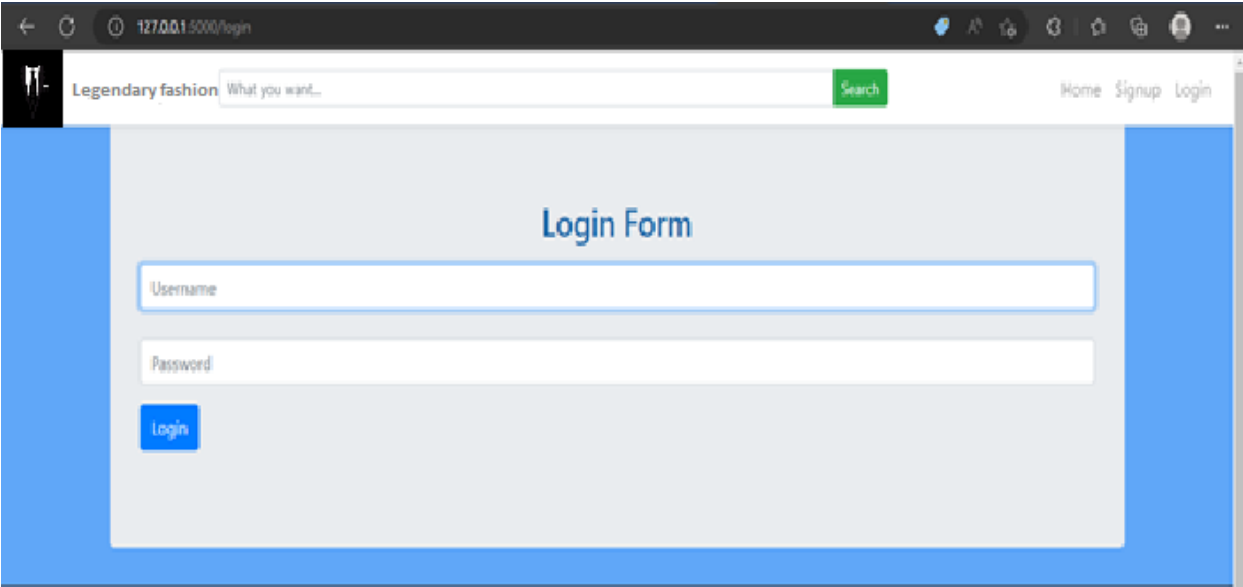 127.0.0.1:5000/login
Legendary fashion What you want... Search Home Signup Login
Login Form
Username
Password
Login